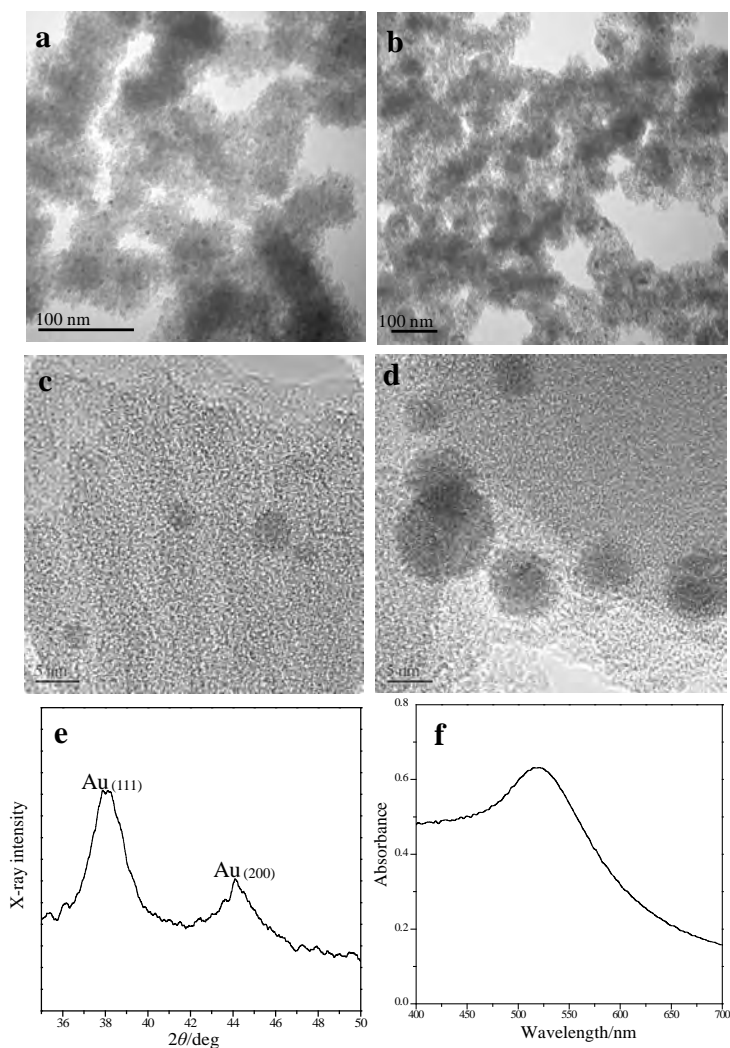 a
b
100 nm
100 nm
c
d
5 nm
5 nm
e
Au (111)
Au (200)
X-ray intensity
36 38 40 42 44 46 48 50
2θ/deg
f
0.8
0.6
0.4
0.2
0.0
Absorbance
400 450 500 550 600 650 700
Wavelength/nm